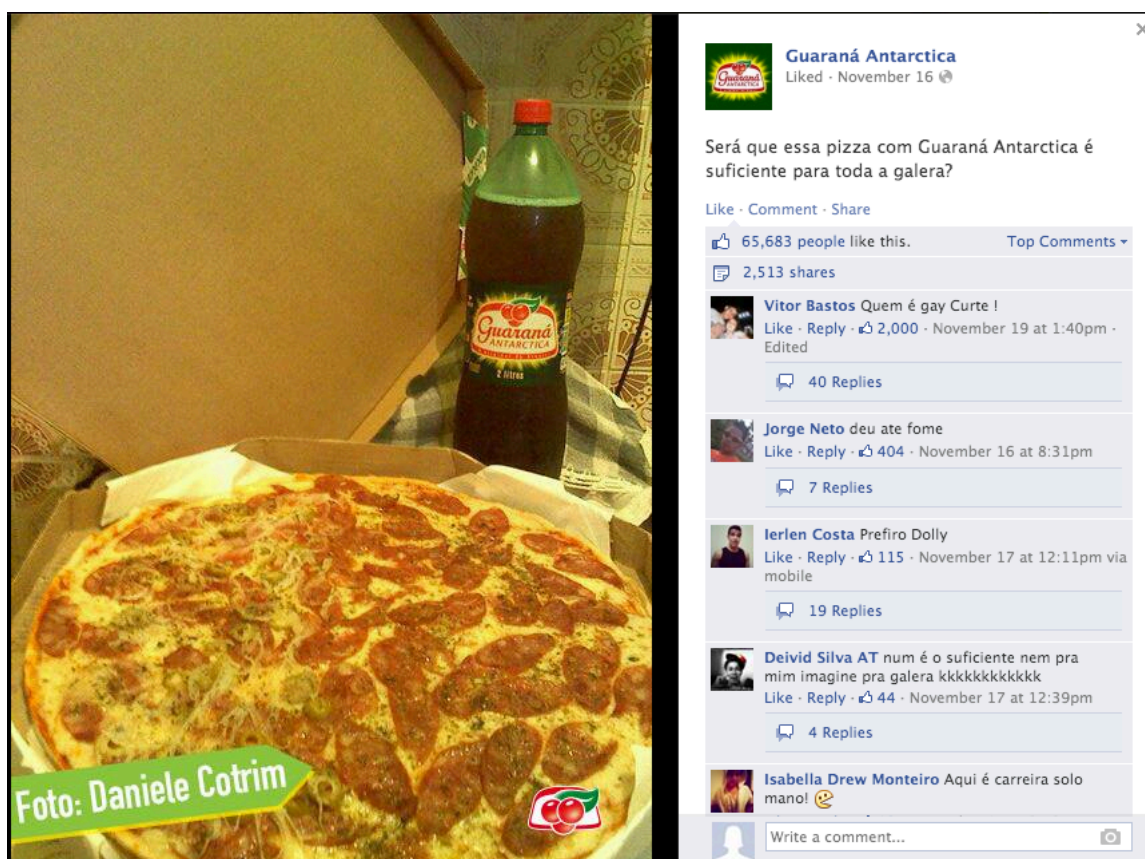 Guaraná
ANTARCTICA
2 litros
Foto: Daniele Cotrim
Guaraná
ANTARCTICA
Guaraná Antarctica
Liked · November 16
Será que essa pizza com Guaraná Antarctica é
suficiente para toda a galera?
Like · Comment · Share
65,683 people like this.
Top Comments
2,513 shares
Vitor Bastos Quem é gay Curte !
Like · Reply · 2,000 · November 19 at 1:40pm ·
Edited
40 Replies
Jorge Neto deu ate fome
Like · Reply · 404 · November 16 at 8:31pm
7 Replies
Ierlen Costa Prefiro Dolly
Like · Reply · 115 · November 17 at 12:11pm via
mobile
19 Replies
Deivid Silva AT num é o suficiente nem pra
mim imagine pra galera kkkkkkkkkkkk
Like · Reply · 44 · November 17 at 12:39pm
4 Replies
Isabella Drew Monteiro Aqui é carreira solo
mano!
Write a comment...